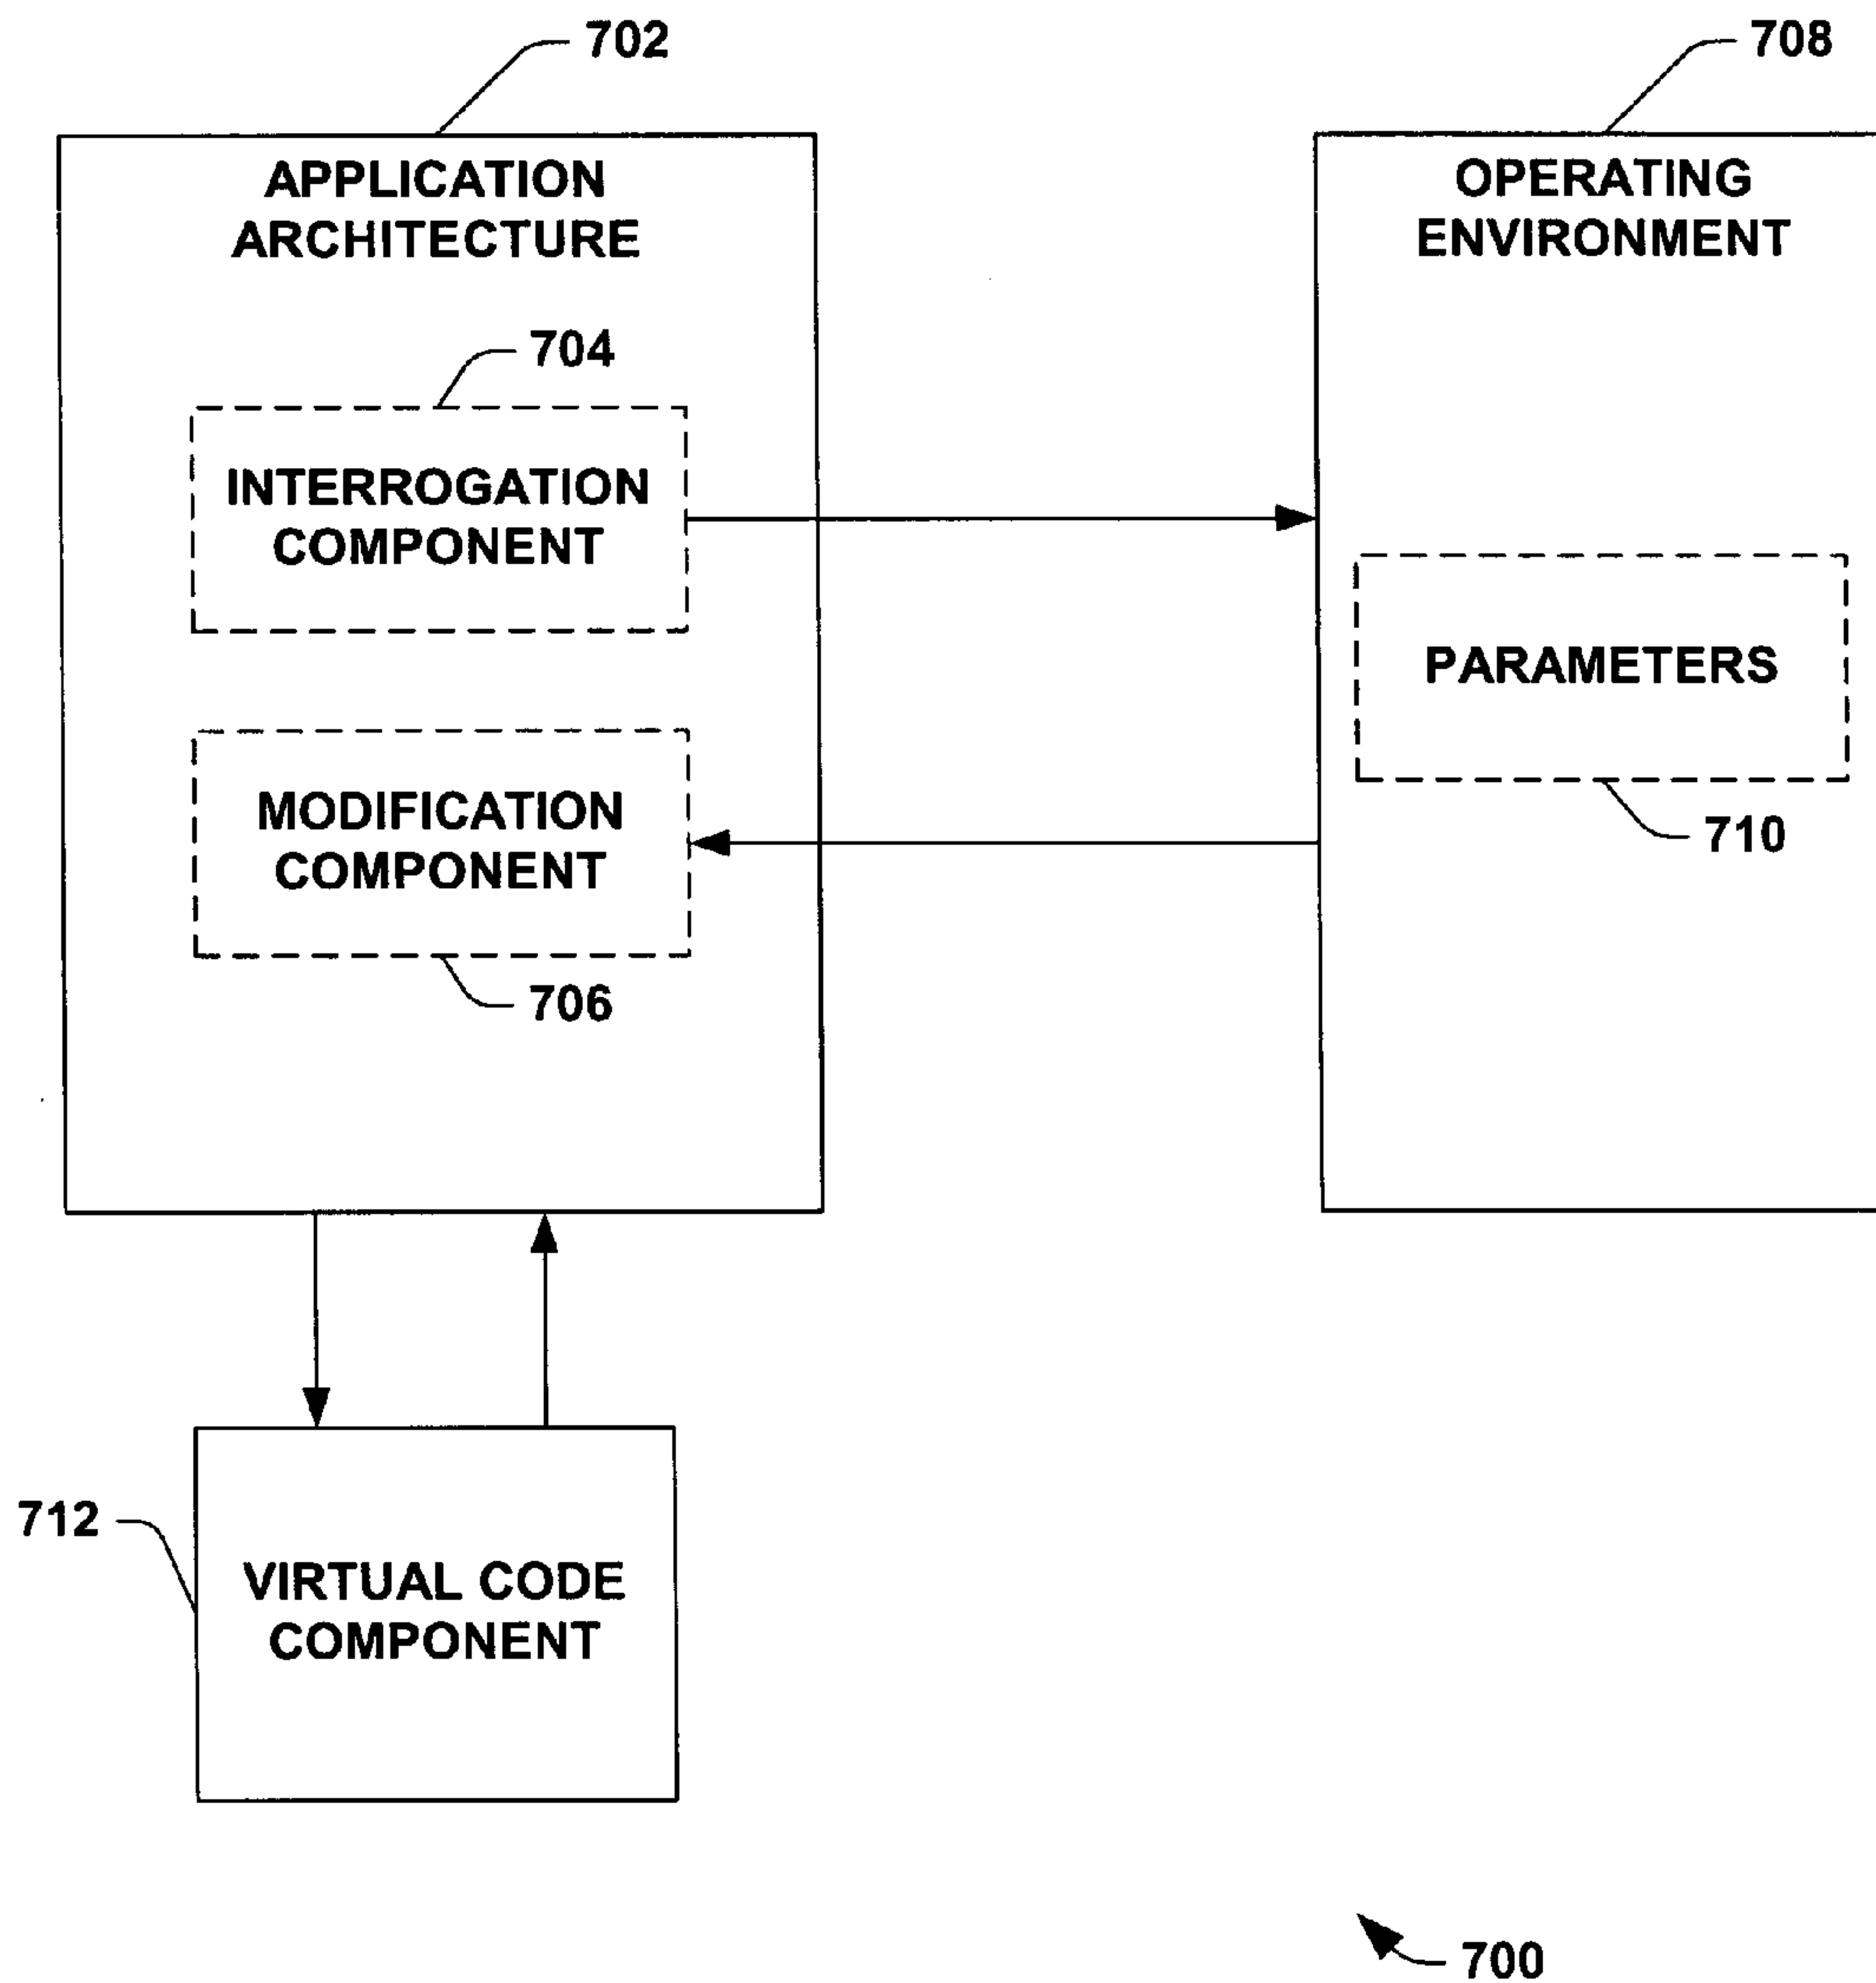 702
708
APPLICATION
ARCHITECTURE
OPERATING
ENVIRONMENT
704
INTERROGATION
COMPONENT
PARAMETERS
MODIFICATION
COMPONENT
710
706
712
VIRTUAL CODE
COMPONENT
700